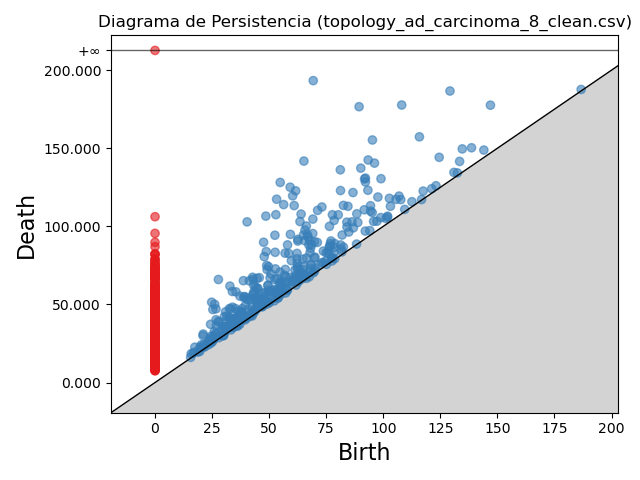 Diagrama de Persistencia (topology_ad_carcinoma_8_clean.csv)
+∞
200.000
150.000
100.000
50.000
0.000
Death
0 25 50 75 100 125 150 175 200
Birth